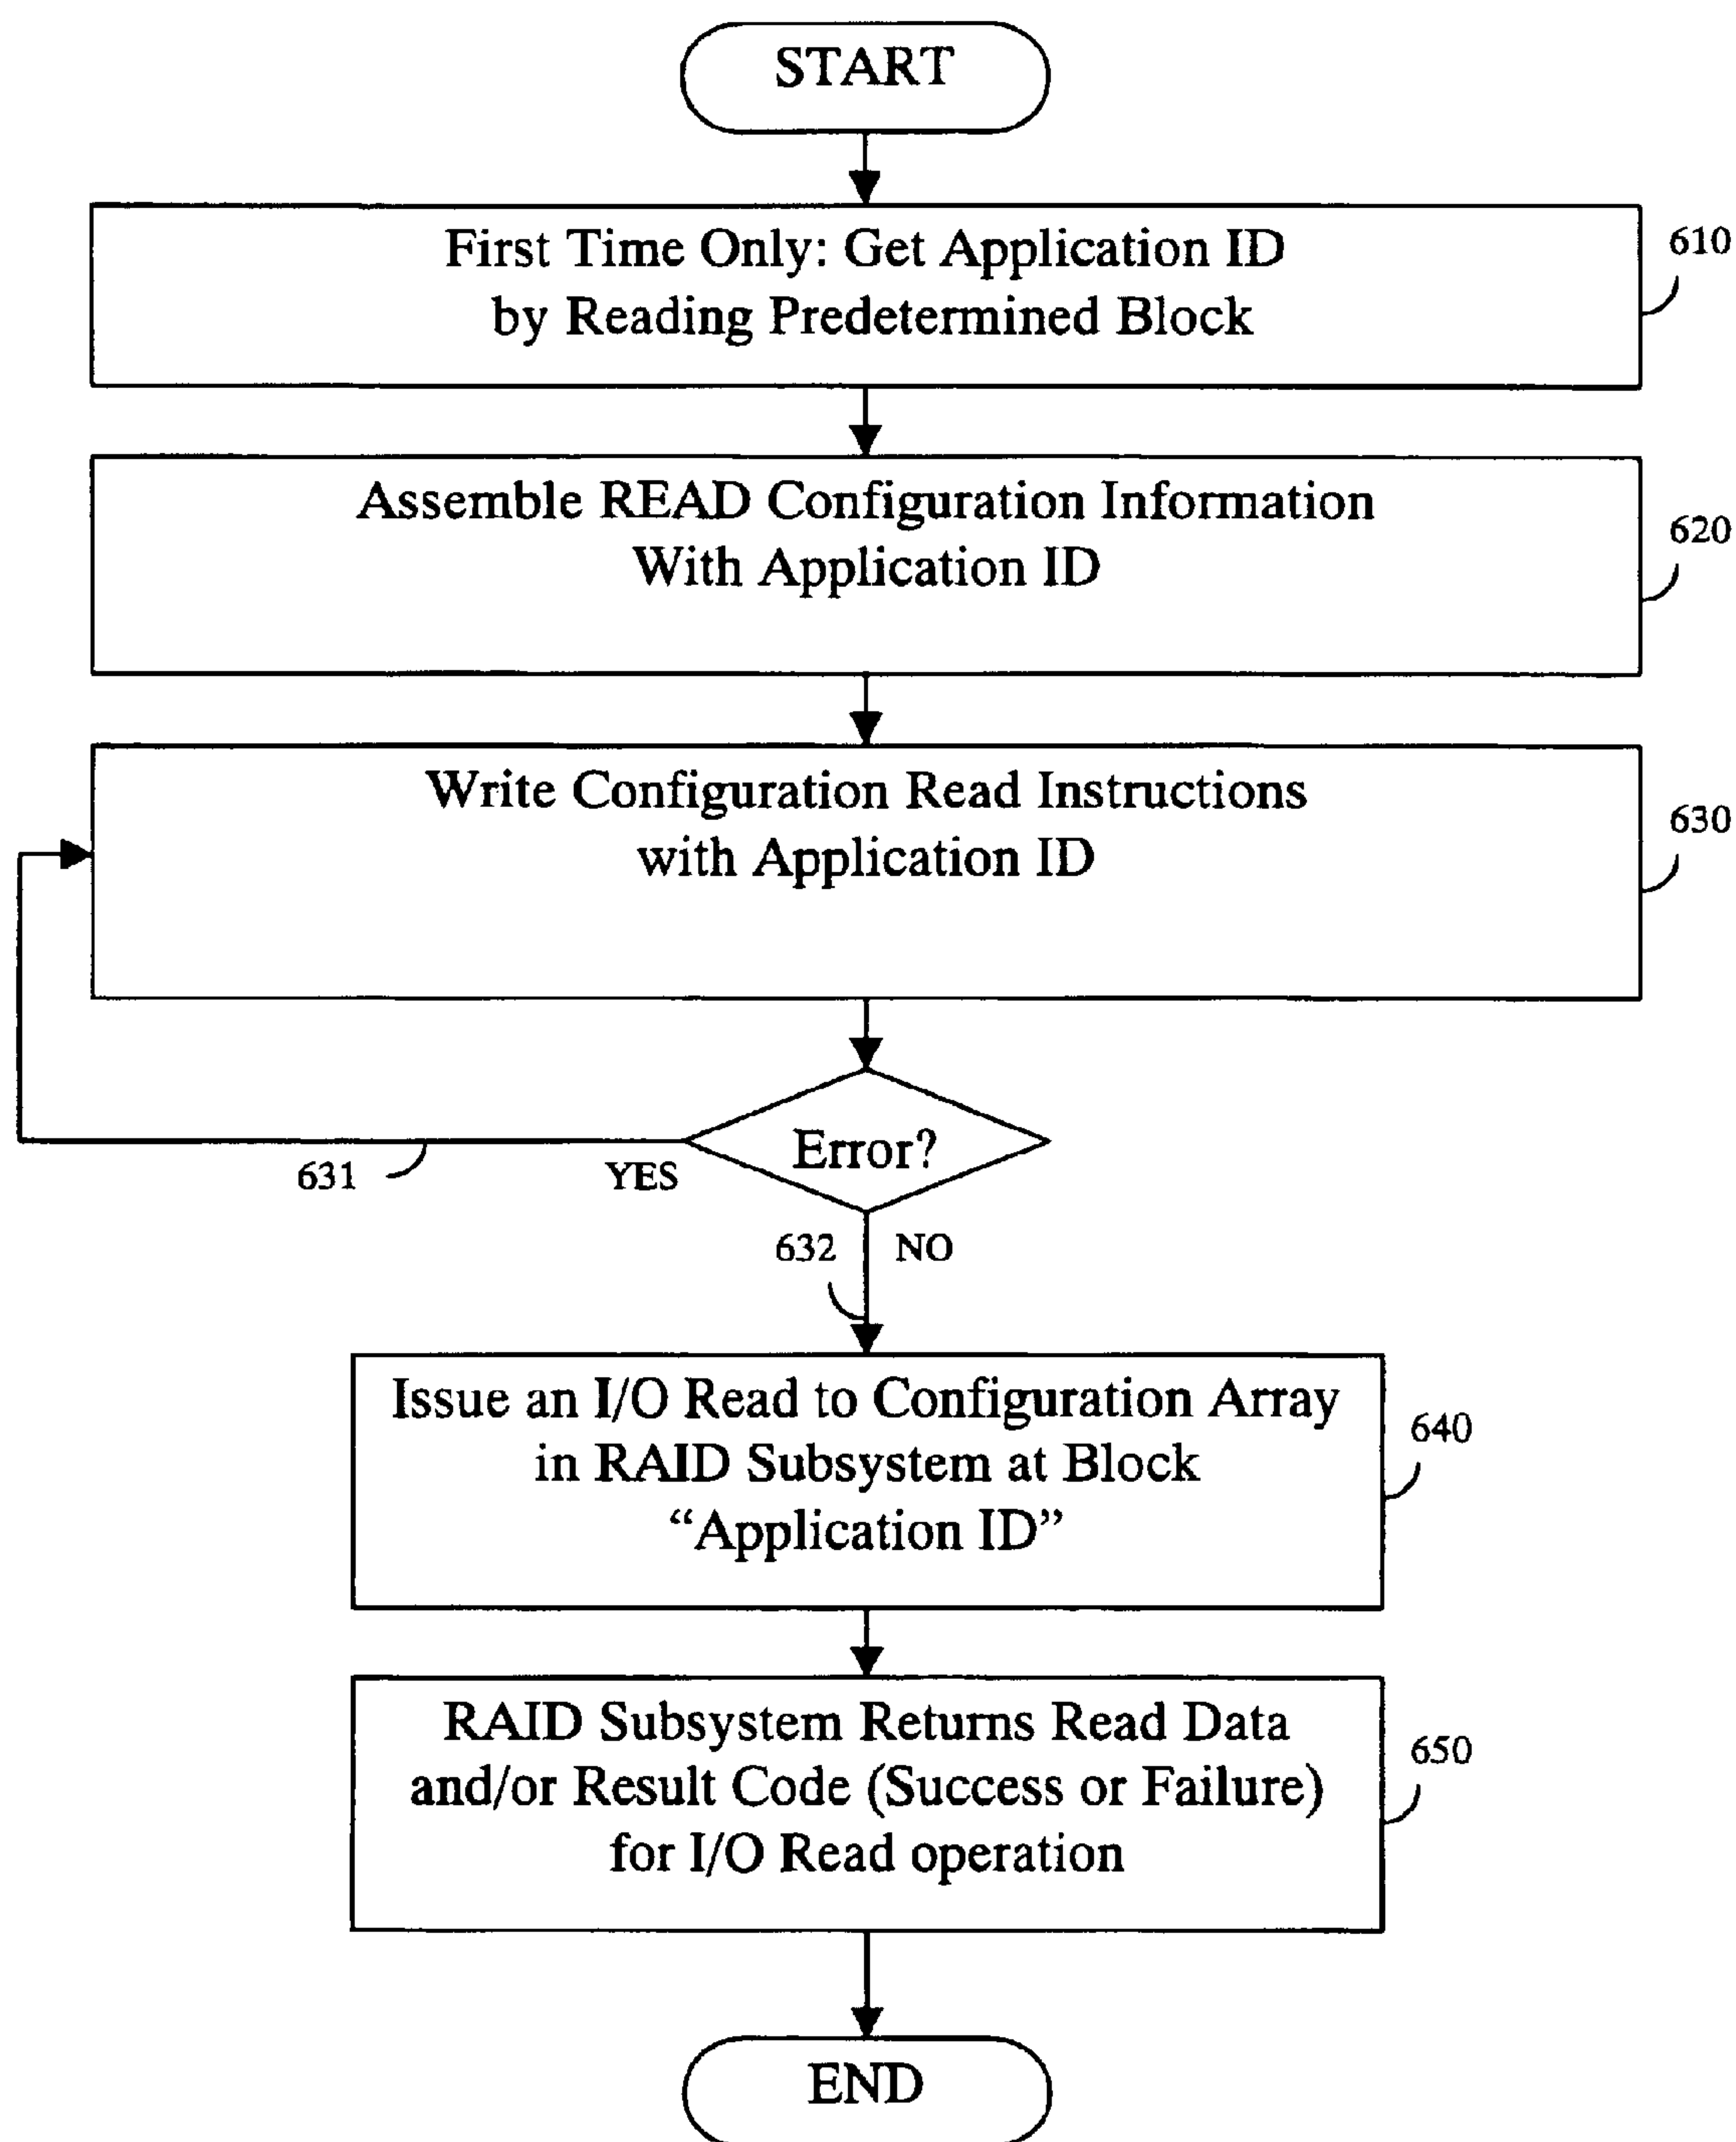 START
First Time Only: Get Application ID
by Reading Predetermined Block
610
Assemble READ Configuration Information
With Application ID
620
Write Configuration Read Instructions
with Application ID
630
Error?
631
YES
632
NO
Issue an I/O Read to Configuration Array
in RAID Subsystem at Block
“Application ID”
640
RAID Subsystem Returns Read Data
and/or Result Code (Success or Failure)
for I/O Read operation
650
END